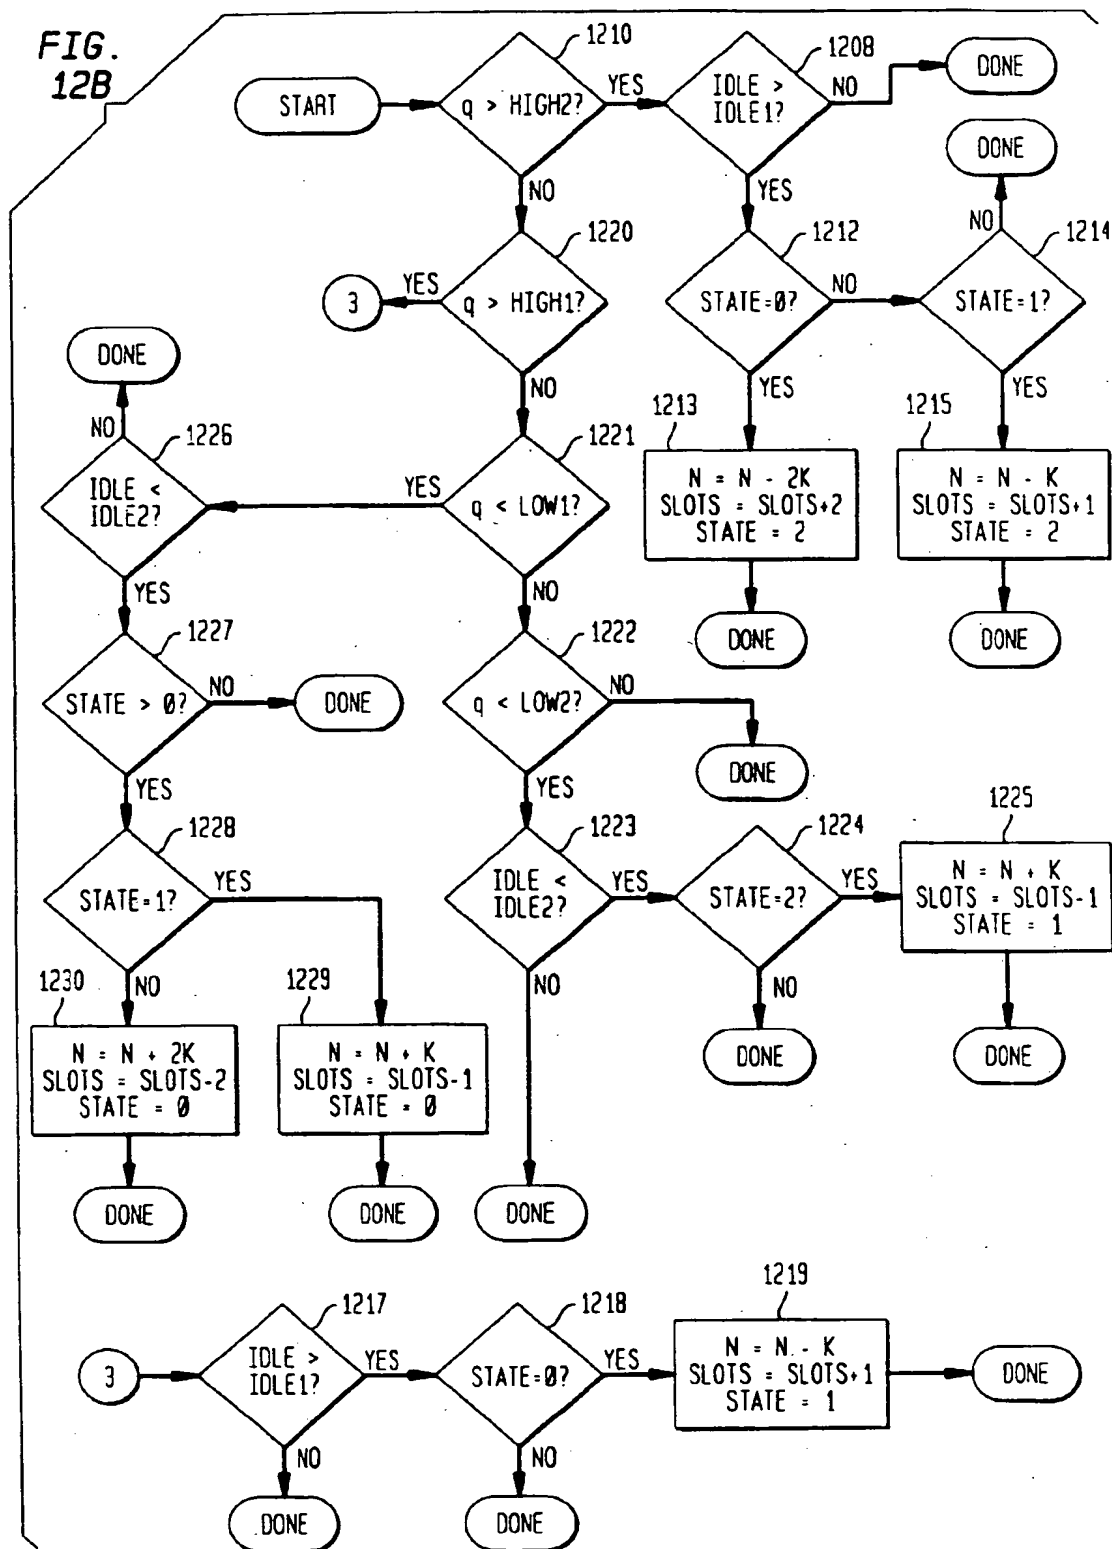 FIG.
12B
START
1210
q > HIGH2?
YES
NO
1208
IDLE >
IDLE1?
NO
YES
DONE
DONE
1220
q > HIGH1?
YES
3
NO
1212
STATE=0?
NO
YES
1214
STATE=1?
NO
YES
DONE
1226
IDLE <
IDLE2?
NO
YES
1221
q < LOW1?
YES
NO
1213
N = N - 2K
SLOTS = SLOTS+2
STATE = 2
DONE
1215
N = N - K
SLOTS = SLOTS+1
STATE = 2
DONE
1227
STATE > 0?
NO
DONE
YES
1222
q < LOW2?
NO
DONE
YES
1228
STATE=1?
YES
NO
1223
IDLE <
IDLE2?
YES
NO
1224
STATE=2?
YES
NO
DONE
1225
N = N + K
SLOTS = SLOTS-1
STATE = 1
DONE
1230
N = N + 2K
SLOTS = SLOTS-2
STATE = 0
DONE
1229
N = N + K
SLOTS = SLOTS-1
STATE = 0
DONE
DONE
3
1217
IDLE >
IDLE1?
YES
NO
DONE
1218
STATE=0?
YES
NO
DONE
1219
N = N - K
SLOTS = SLOTS+1
STATE = 1
DONE